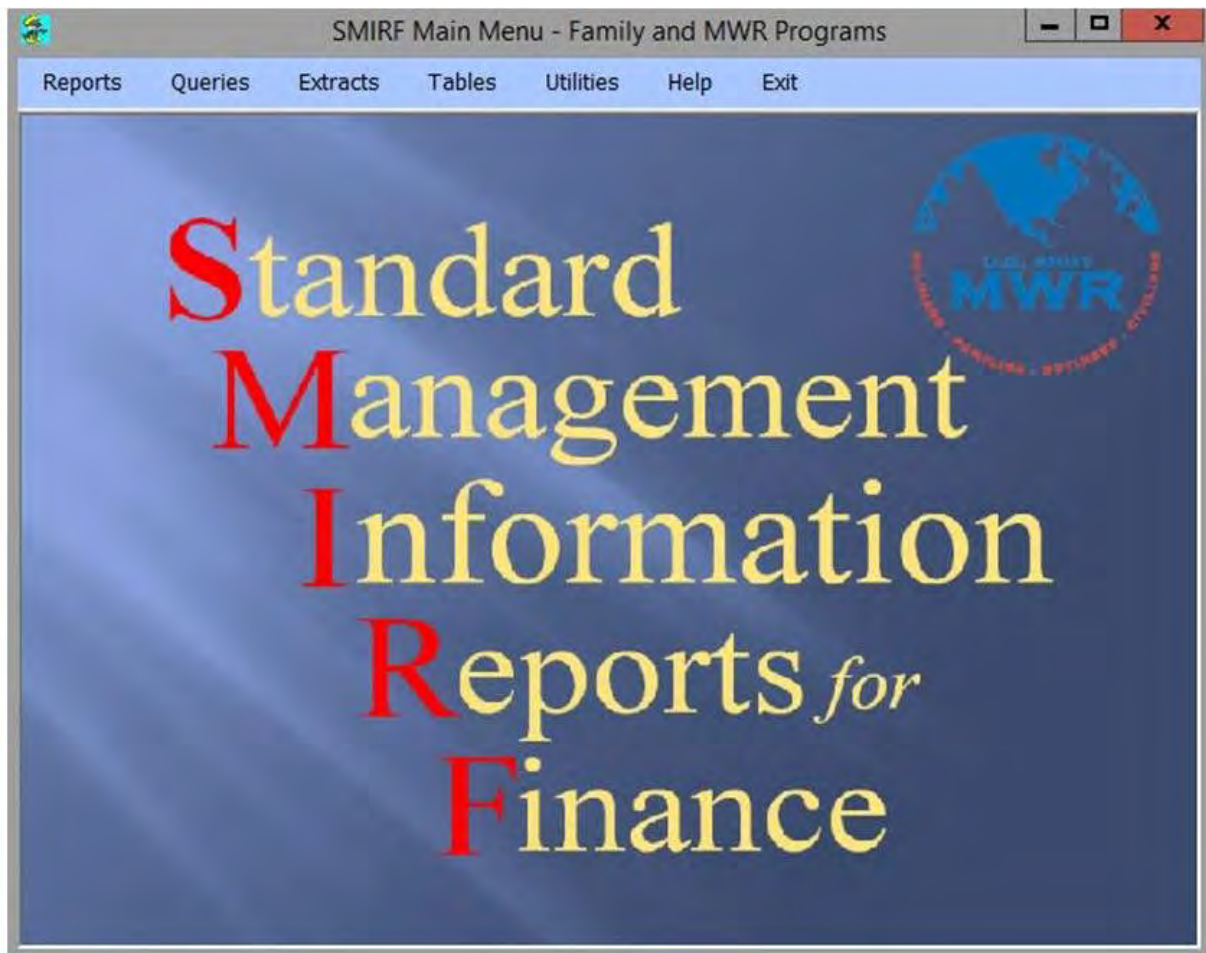 SMIRF Main Menu - Family and MWR Programs
Reports Queries Extracts Tables Utilities Help Exit
MWR
Standard
Management
Information
Reports for
Finance